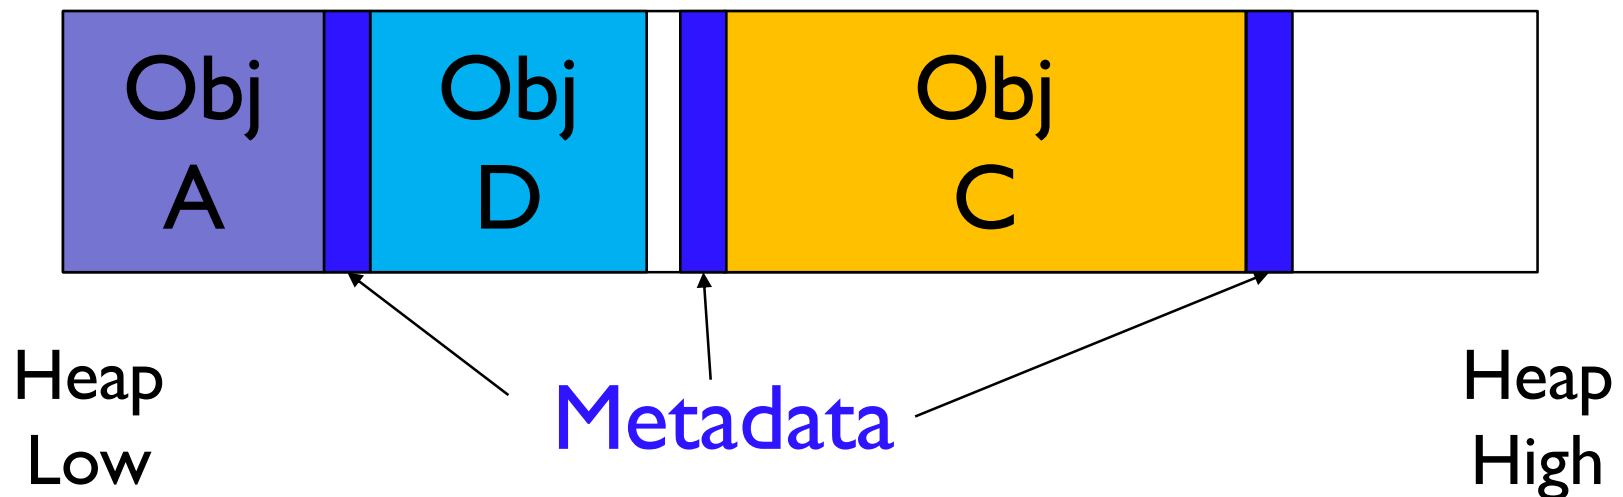 Obj
A
Obj
D
Obj
C
Heap
Low
Metadata
Heap
High